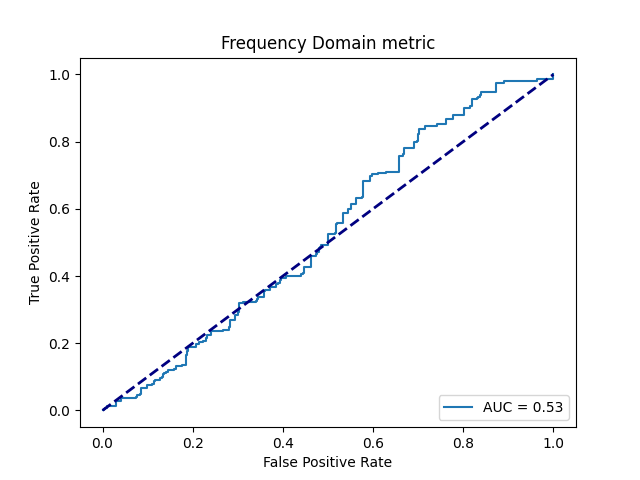 Frequency Domain metric
1.0
0.8
0.6
0.4
0.2
0.0
True Positive Rate
AUC = 0.53
0.0 0.2 0.4 0.6 0.8 1.0
False Positive Rate